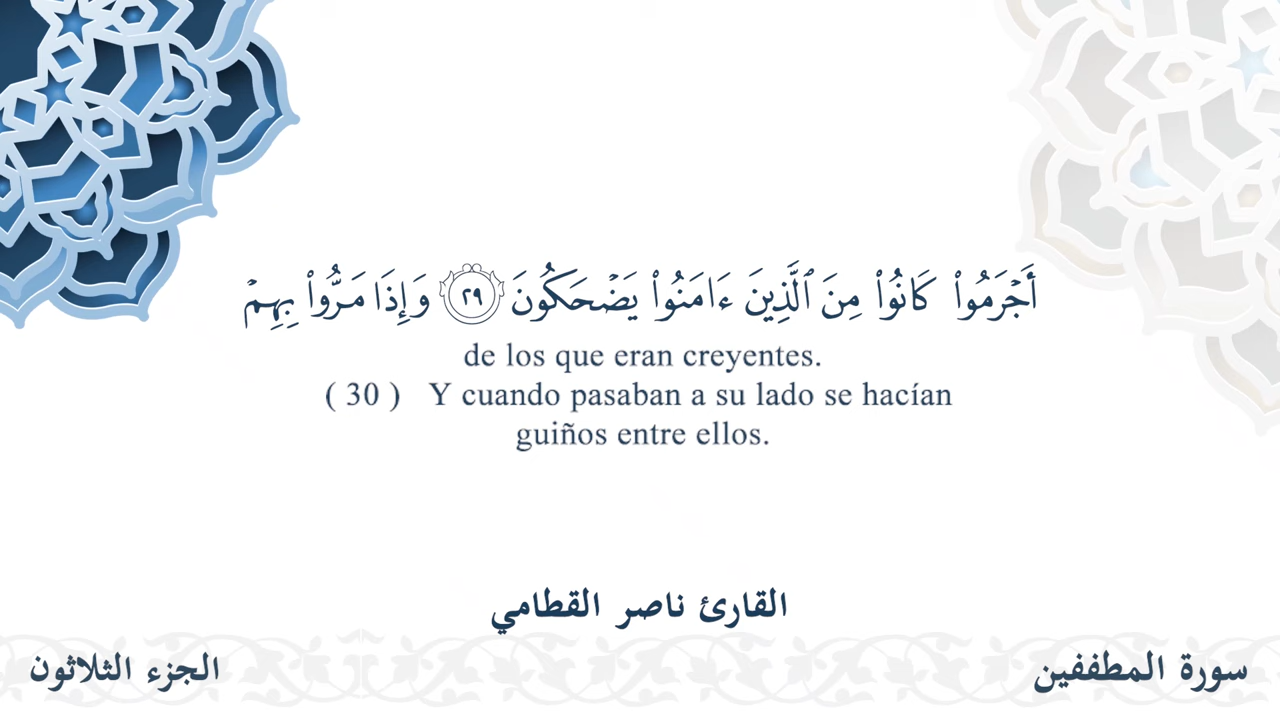 أَجۡرَمُواْ كَانُواْ مِنَ ٱلَّذِينَ ءَامَنُواْ يَضۡحَكُونَ ٢٩ وَإِذَا مَرُّواْ بِهِمۡ
de los que eran creyentes.
( 30 ) Y cuando pasaban a su lado se hacían
guiños entre ellos.
القارئ ناصر القطامي
سورة المطففين
الجزء الثلاثون